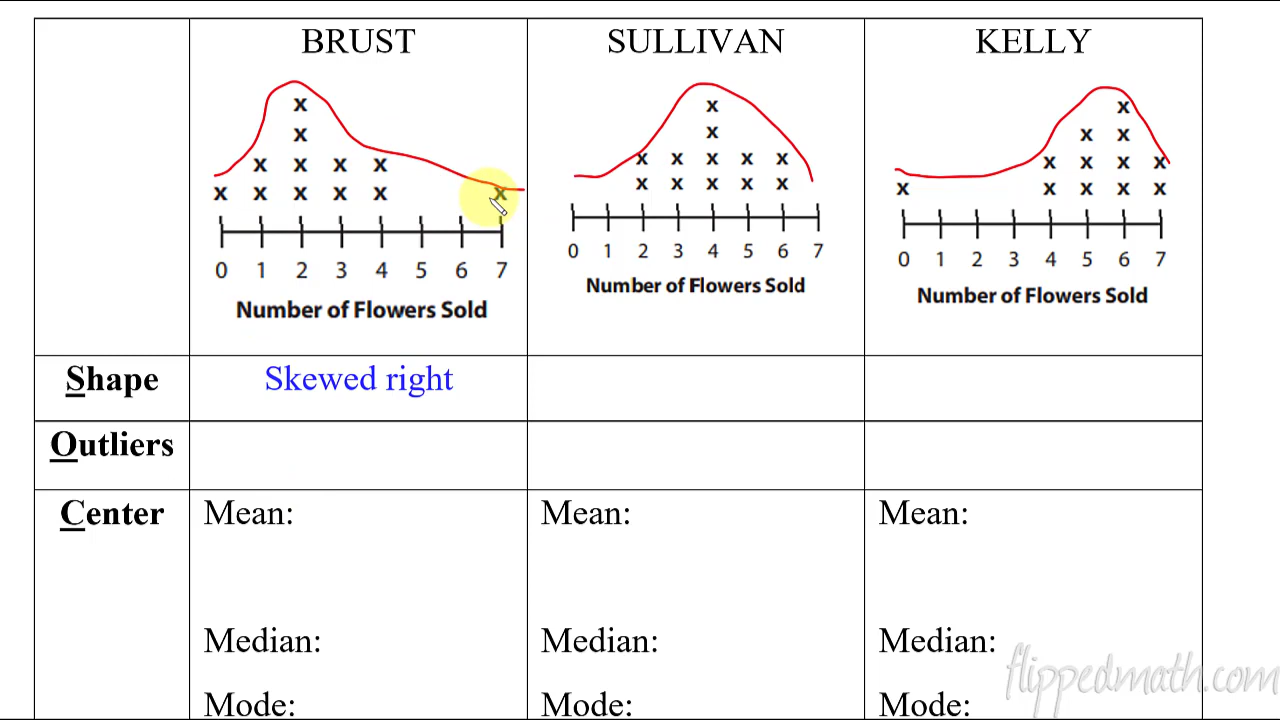 BRUST SULLIVAN KELLY
x
x
x x x x
x x x x x x
0 1 2 3 4 5 6 7
Number of Flowers Sold
x
x
x x x x x
x x x x x
0 1 2 3 4 5 6 7
Number of Flowers Sold
x
x x
x x x x
x x x x x
0 1 2 3 4 5 6 7
Number of Flowers Sold
Shape Skewed right
Outliers
Center Mean: Mean: Mean:
Median: Median: Median:
Mode: Mode: Mode:
flippedmath.com